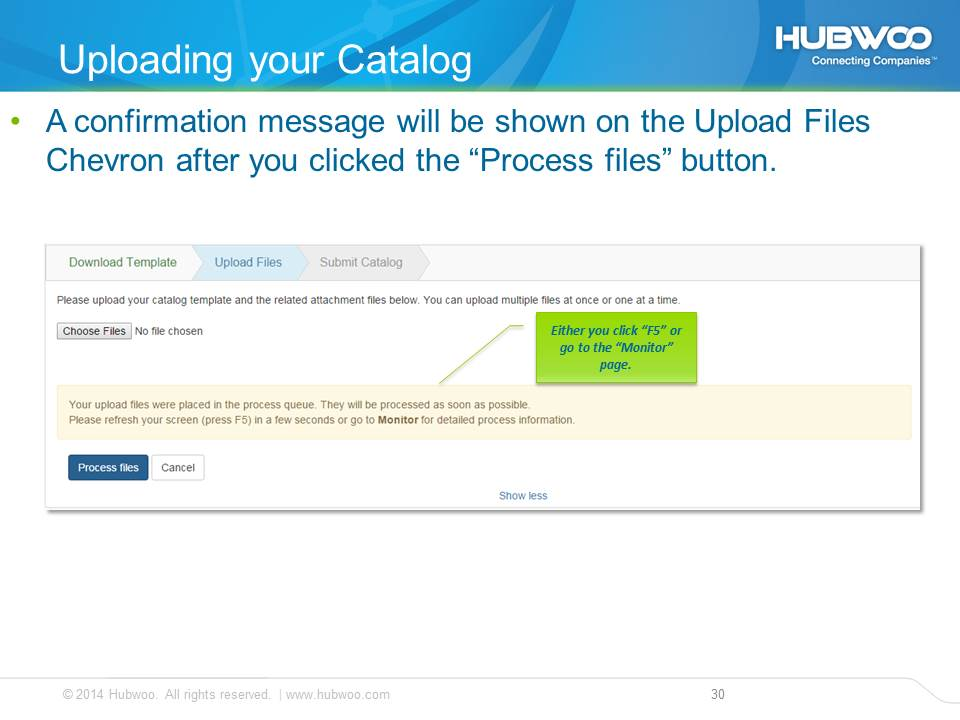 Uploading your Catalog
HUBWOO
Connecting Companies™
• A confirmation message will be shown on the Upload Files
Chevron after you clicked the “Process files” button.
Download Template
Upload Files
Submit Catalog
Please upload your catalog template and the related attachment files below. You can upload multiple files at once or one at a time.
Choose Files No file chosen
Either you click “F5” or
go to the “Monitor”
page.
Your upload files were placed in the process queue. They will be processed as soon as possible.
Please refresh your screen (press F5) in a few seconds or go to Monitor for detailed process information.
Process files
Cancel
Show less
© 2014 Hubwoo. All rights reserved. | www.hubwoo.com
30